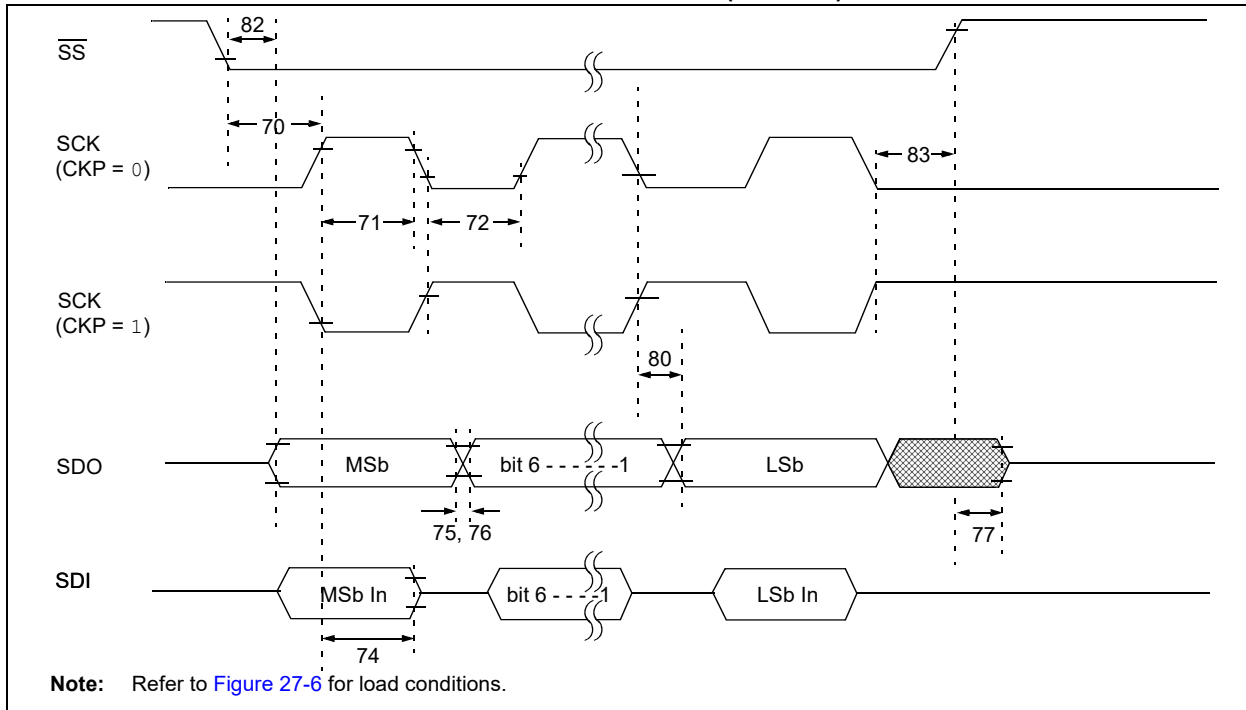 82
SS
70
SCK
(CKP = 0)
83
71
72
SCK
(CKP = 1)
80
SDO
MSb
bit 6 - - - - - -1
LSb
75, 76
77
SDI
MSb In
bit 6 - - - -1
LSb In
74
Note: Refer to Figure 27-6 for load conditions.